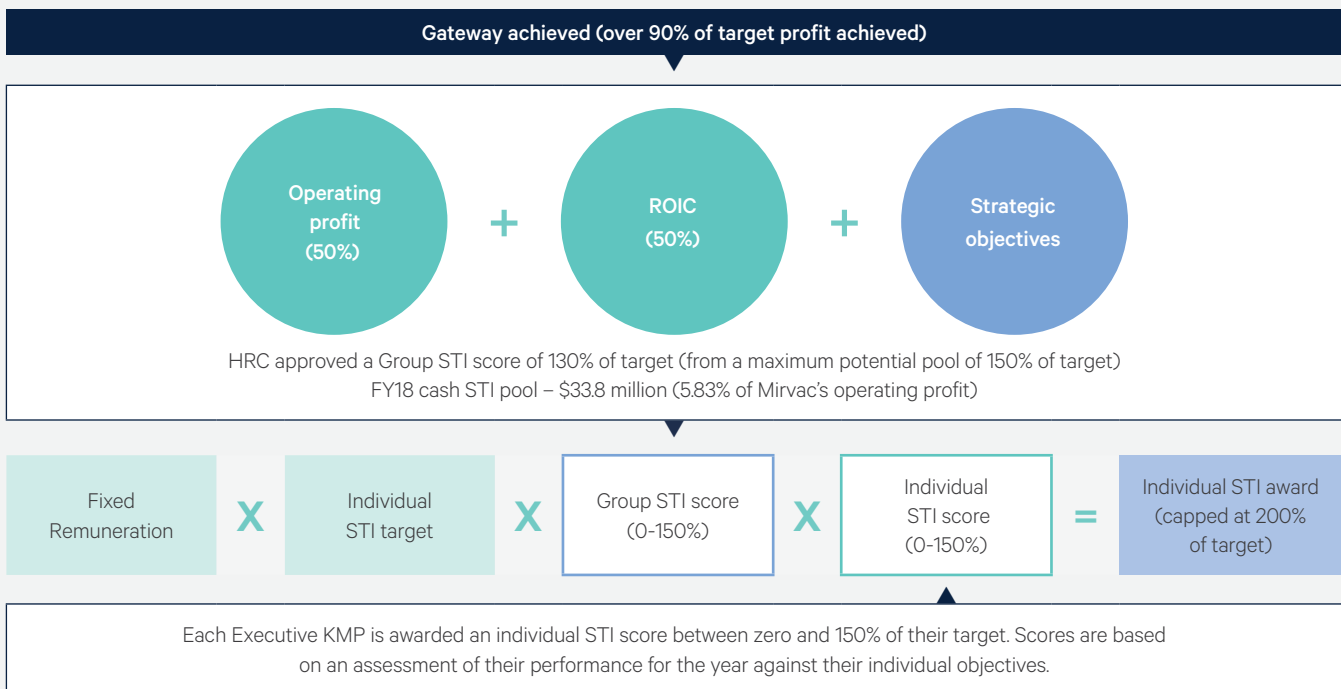 Gateway achieved (over 90% of target profit achieved)
Operating
profit
(50%)
+
ROIC
(50%)
+
Strategic
objectives
HRC approved a Group STI score of 130% of target (from a maximum potential pool of 150% of target)
FY18 cash STI pool – $33.8 million (5.83% of Mirvac's operating profit)
Fixed
Remuneration
X
Individual
STI target
X
Group STI score
(0-150%)
X
Individual
STI score
(0-150%)
=
Individual STI award
(capped at 200%
of target)
Each Executive KMP is awarded an individual STI score between zero and 150% of their target. Scores are based
on an assessment of their performance for the year against their individual objectives.